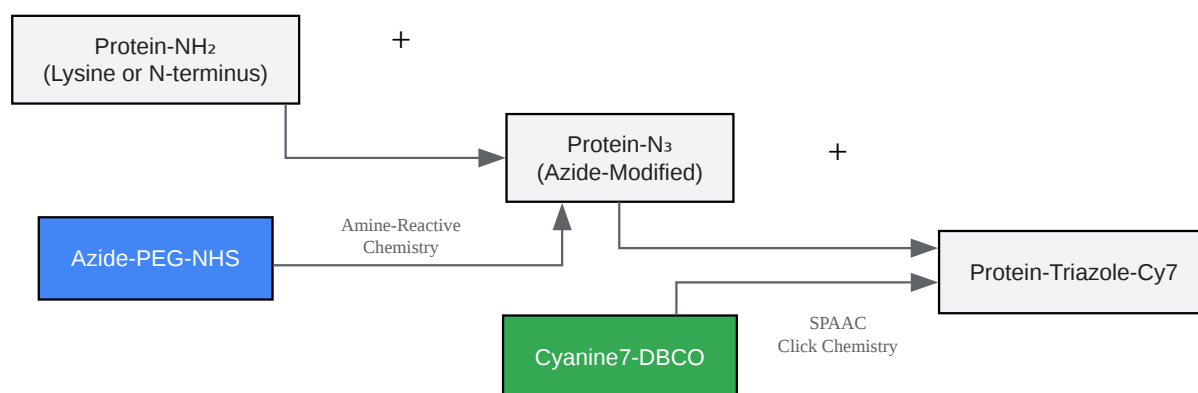 Protein-NH₂
(Lysine or N-terminus)
+
Protein-N₃
(Azide-Modified)
+
Azide-PEG-NHS
Amine-Reactive
Chemistry
Protein-Triazole-Cy7
Cyanine7-DBCO
SPAAC
Click Chemistry